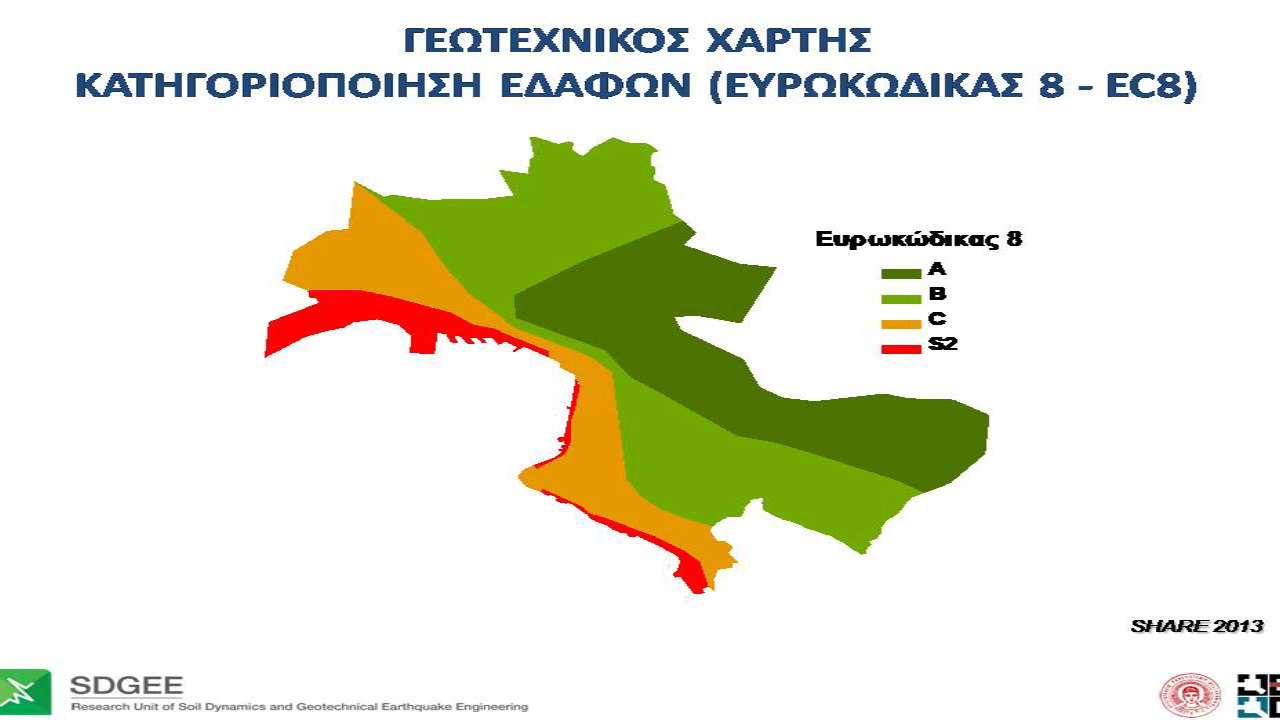 ΓΕΩΤΕΧΝΙΚΟΣ ΧΑΡΤΗΣ
ΚΑΤΗΓΟΡΙΟΠΟΙΗΣΗ ΕΔΑΦΩΝ (ΕΥΡΩΚΩΔΙΚΑΣ 8 - EC8)
Ευρωκώδικας 8
A
B
C
S2
SHARE 2013
SDGEE
Research Unit of Soil Dynamics and Geotechnical Earthquake Engineering